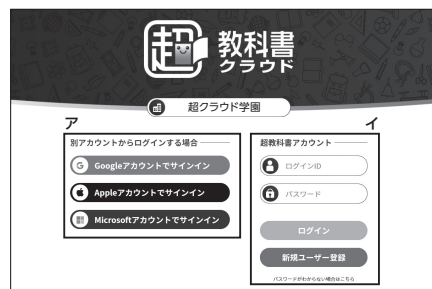 超
教科書
クラウド
超クラウド学園
ア
イ
別アカウントからログインする場合
G Googleアカウントでサインイン
Appleアカウントでサインイン
Microsoftアカウントでサインイン
超教科書アカウント
ログインID
パスワード
ログイン
新規ユーザー登録
パスワードがわからない場合はこちら